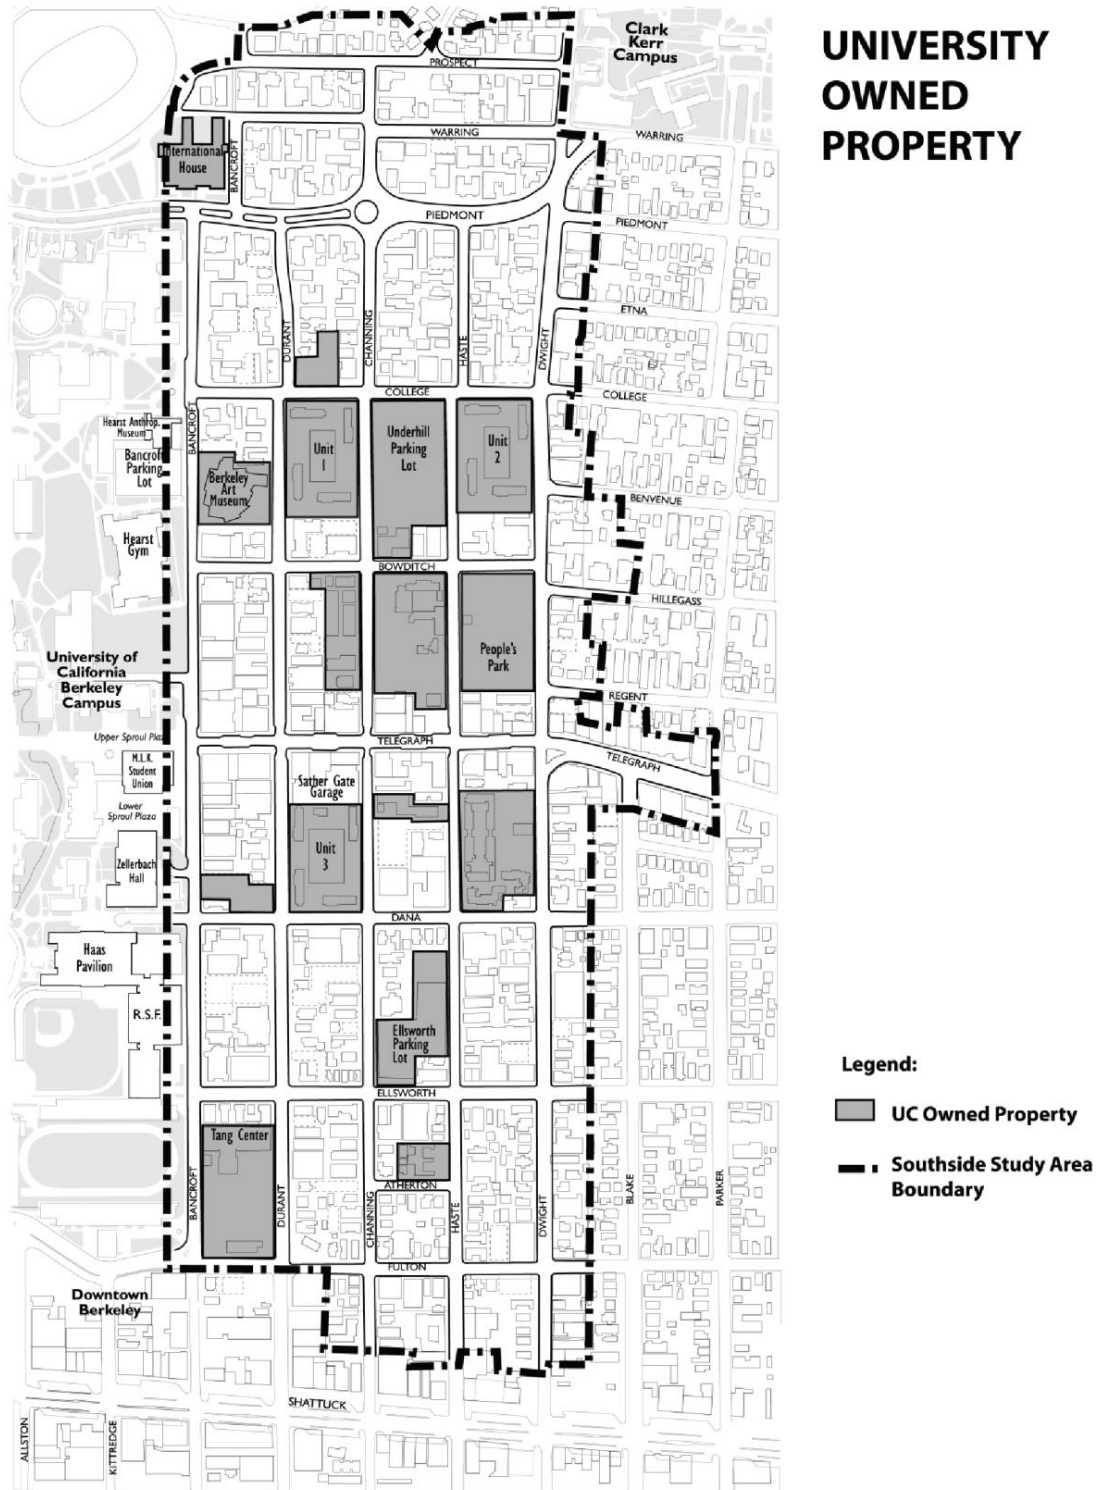 UNIVERSITY
OWNED
PROPERTY
Clark
Kerr
Campus
PROSPECT
WARRING
WARRING
International
House
BANCROFT
PIEDMONT
PIEDMONT
ETNA
DURANT
CHANNING
HASTE
DWIGHT
COLLEGE
COLLEGE
BANCROFT
Hearst Anthrop.
Museum
Bancroft
Parking
Lot
Berkeley
Art
Museum
Unit
1
Underhill
Parking
Lot
Unit
2
BENVENUE
Hearst
Gym
BOWDITCH
HILLEGASS
University of
California
Berkeley
Campus
People's
Park
REGENT
Upper Sproul Plaz
TELEGRAPH
TELEGRAPH
M.L.K.
Student
Union
Sather Gate
Garage
Lower
Sproul Plaza
Unit
3
Zellerbach
Hall
DANA
Haas
Pavilion
R.S.F.
Ellsworth
Parking
Lot
ELLSWORTH
Tang Center
ATHERTON
BANCROFT
DURANT
CHANNING
HASTE
DWIGHT
BLAKE
PARKER
FULTON
Downtown
Berkeley
SHATTUCK
ALLSTON
KITTREDGE
Legend:
UC Owned Property
Southside Study Area
Boundary